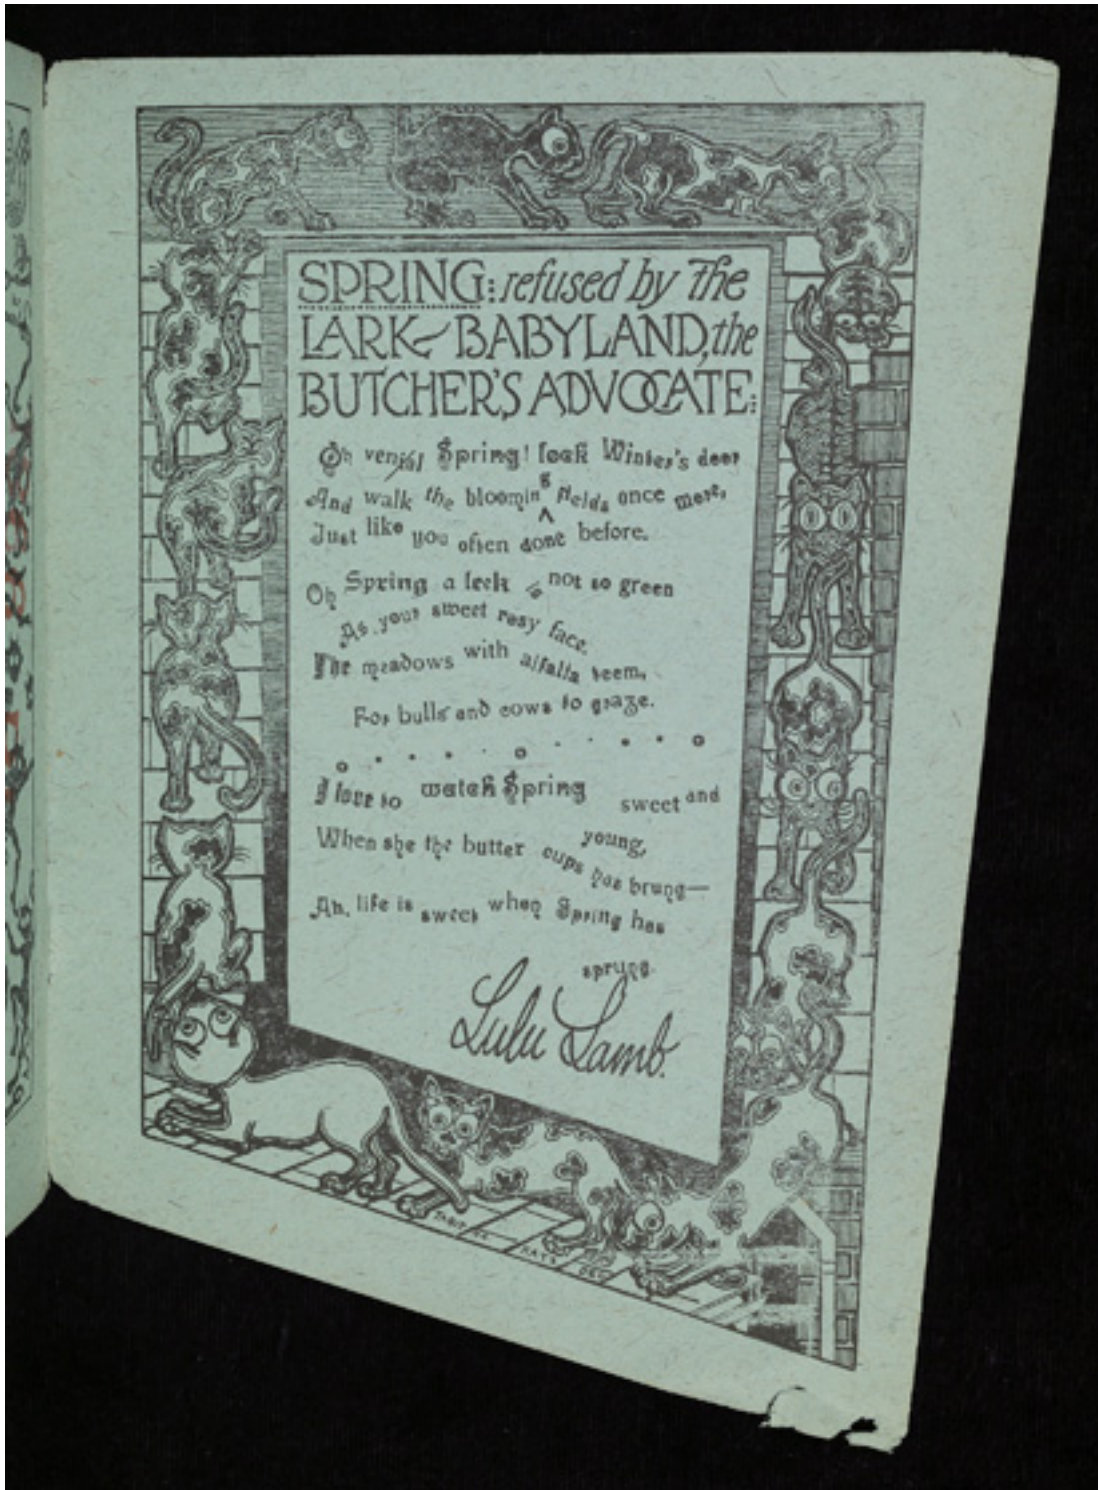 SPRING: refused by The
LARK—BABYLAND, the
BUTCHER'S ADVOCATE:
Oh venial Spring! lock Winter's door
And walk the blooming fields once more,
Just like you often done before.
Oh Spring a leek is not so green
As your sweet rosy face.
The meadows with alfalfa teem,
For bulls and cows to graze.
I love to watch Spring sweet and
young,
When she the butter cups has brung—
Ah, life is sweet when Spring has
sprung.
Lulu Lamb.